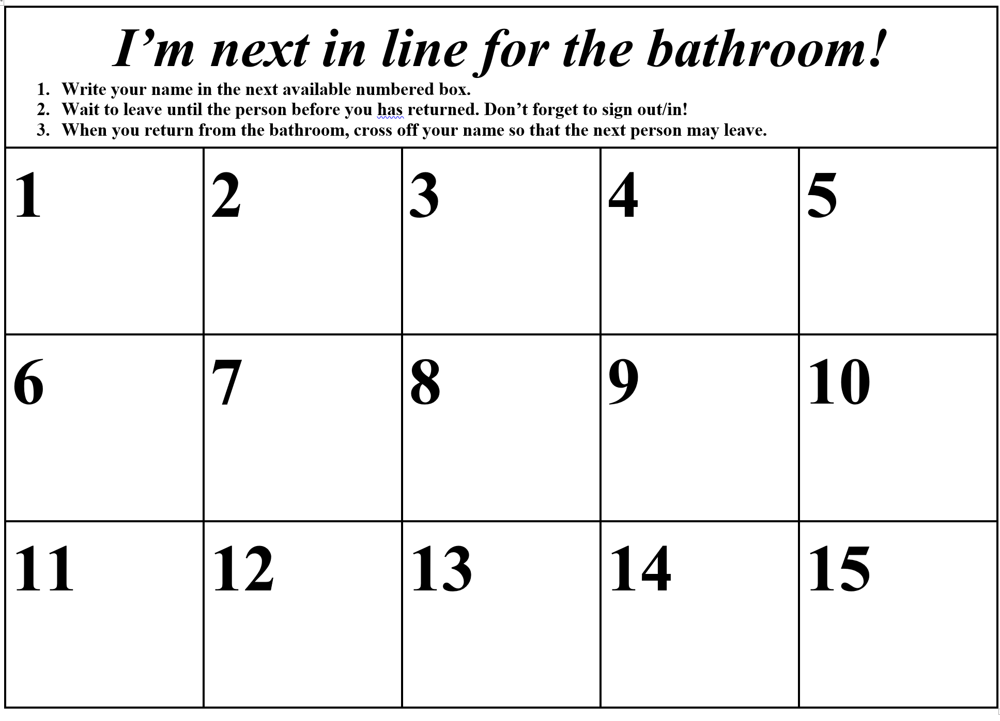 I’m next in line for the bathroom!
1. Write your name in the next available numbered box.
2. Wait to leave until the person before you has returned. Don’t forget to sign out/in!
3. When you return from the bathroom, cross off your name so that the next person may leave.
1 2 3 4 5
6 7 8 9 10
11 12 13 14 15